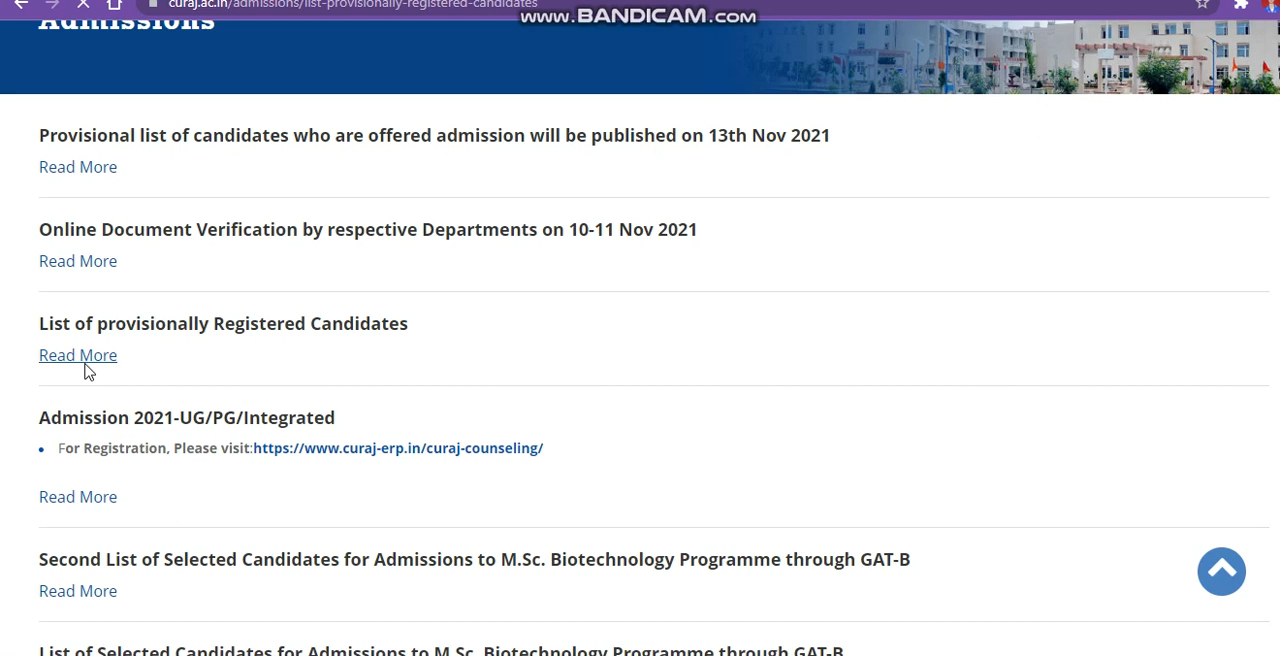 curaj.ac.in/admissions/list-provisionally-registered-candidates
www.BANDICAM.com
Admissions
Provisional list of candidates who are offered admission will be published on 13th Nov 2021
Read More
Online Document Verification by respective Departments on 10-11 Nov 2021
Read More
List of provisionally Registered Candidates
Read More
Admission 2021-UG/PG/Integrated
• For Registration, Please visit:https://www.curaj-erp.in/curaj-counseling/
Read More
Second List of Selected Candidates for Admissions to M.Sc. Biotechnology Programme through GAT-B
Read More
List of Selected Candidates for Admissions to M.Sc. Biotechnology Programme through GAT-B